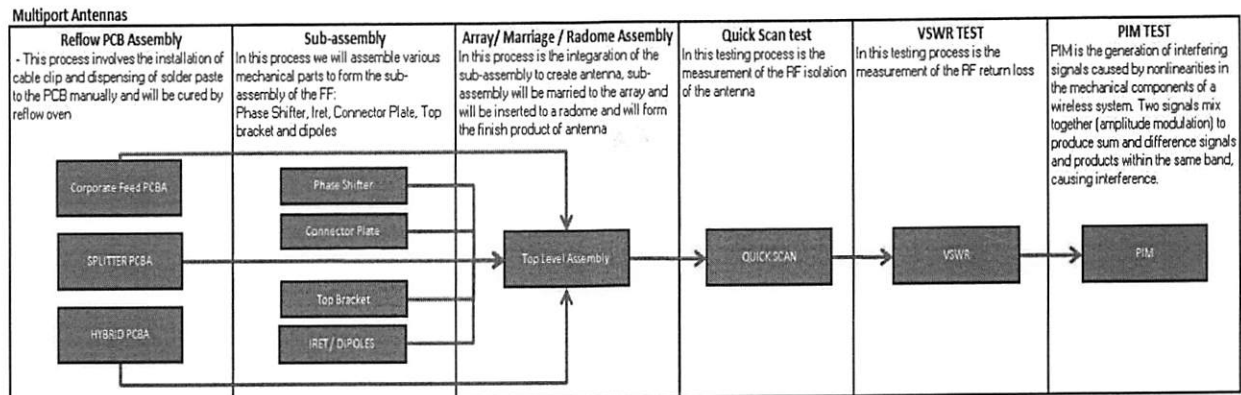 Multiport Antennas
Reflow PCB Assembly
- This process involves the installation of
cable clip and dispensing of solder paste
to the PCB manually and will be cured by
reflow oven
Corporate Feed PCBA
SPLITTER PCBA
HYBRID PCBA
Sub-assembly
In this process we will assemble various
mechanical parts to form the sub-
assembly of the FF:
Phase Shifter, Iret, Connector Plate, Top
bracket and dipoles
Phase Shifter
Connector Plate
Top Bracket
IRET / DIPOLES
Array/ Marriage / Radome Assembly
In this process is the integaration of the
sub-assembly to create antenna, sub-
assembly will be married to the array and
will be inserted to a radome and will form
the finish product of antenna
Top Level Assembly
Quick Scan test
In this testing process is the
measurement of the RF isolation
of the antenna
QUICK SCAN
VSWR TEST
In this testing process is the
measurement of the RF return loss
VSWR
PIM TEST
PIM is the generation of interfering
signals caused by nonlinearities in
the mechanical components of a
wireless system. Two signals mix
together (amplitude modulation) to
produce sum and difference signals
and products within the same band,
causing interference.
PIM